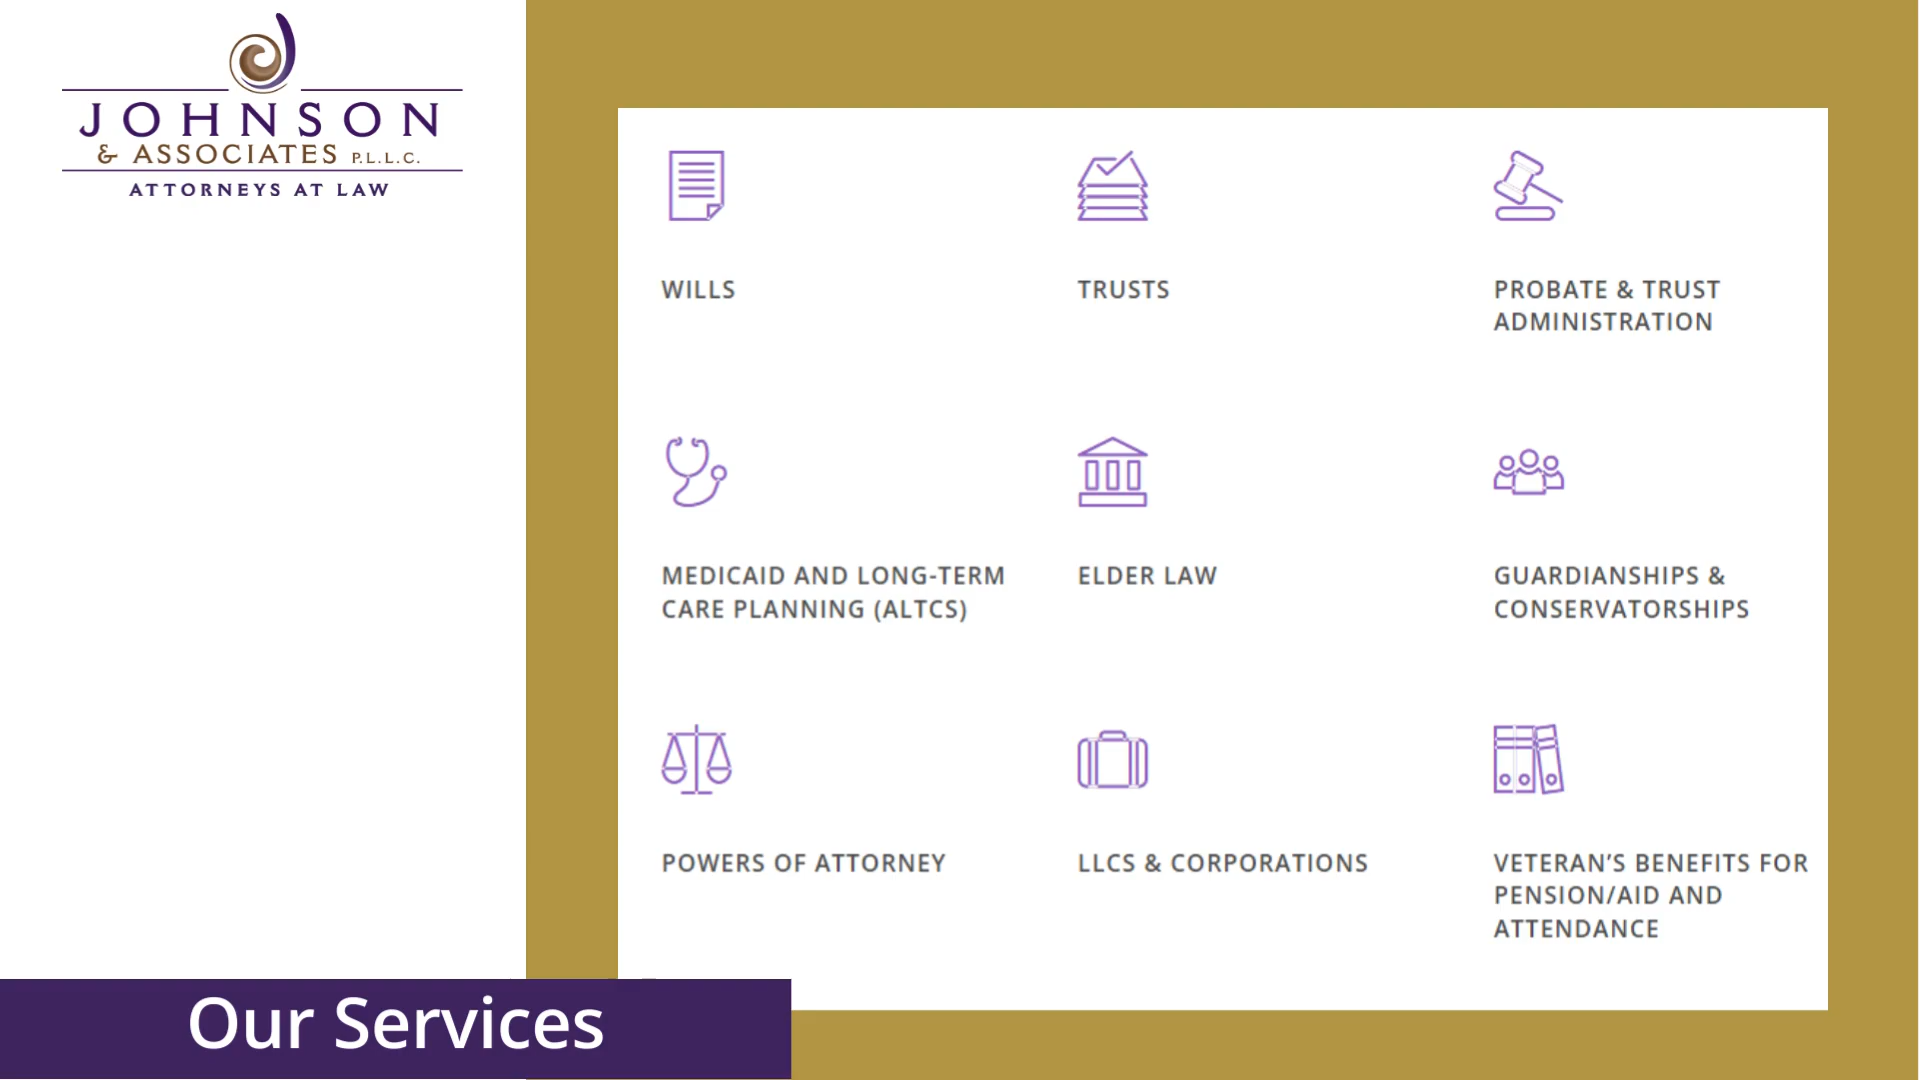 JOHNSON
& ASSOCIATES P.L.L.C.
ATTORNEYS AT LAW
WILLS
TRUSTS
PROBATE & TRUST
ADMINISTRATION
MEDICAID AND LONG-TERM
CARE PLANNING (ALTCS)
ELDER LAW
GUARDIANSHIPS &
CONSERVATORSHIPS
POWERS OF ATTORNEY
LLCS & CORPORATIONS
VETERAN’S BENEFITS FOR
PENSION/AID AND
ATTENDANCE
Our Services